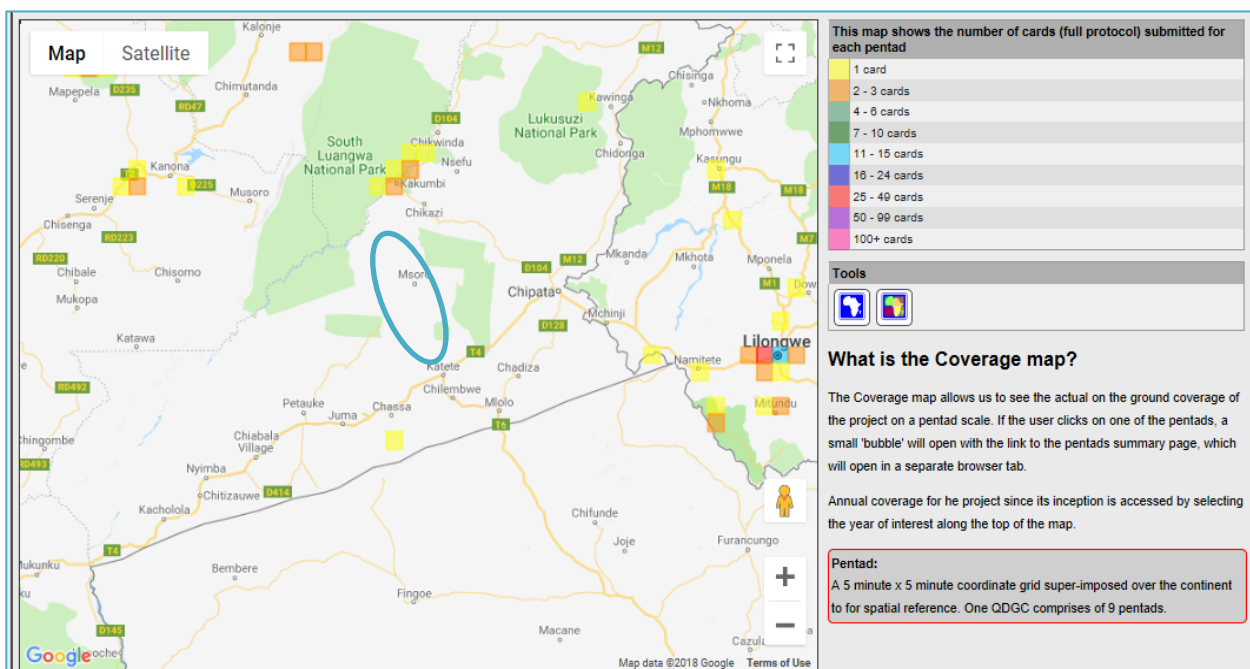 Map
Satellite
Kalonje
M12
Chisinga
D235
Mapepela
Chimutanda
RD47
Kawinga
Nkhoma
D104
Lukusuzi
National Park
Mphomwwe
South
Luangwa
National Park
Chikwinda
Nsefu
Chidonga
Kasungu
T2
Kanona
D225
Musoro
Kakumbi
M18
M18
Serenje
Chikazi
Chisenga
RD223
M7
RD220
Chibale
Chisomo
Msoro
D104
M12
Mkanda
Mkhota
Mponela
M1
Dow
Mukopa
Chipata
Mchinji
D128
Katawa
Lilongwe
T4
Namitete
Katete
Chadiza
RD492
Chilembwe
Petauke
Juma
Chassa
Mlolo
Mitundu
T6
Chingombe
Chiabala
Village
RD493
Nyimba
Chitizauwe
D414
Kacholola
Chifunde
T4
Joje
Furancungo
Mukunku
ku
Bembere
Fingoe
Macane
D145
Cazula
oche
Google
Map data ©2018 Google
Terms of Use
This map shows the number of cards (full protocol) submitted for
each pentad
1 card
2 - 3 cards
4 - 6 cards
7 - 10 cards
11 - 15 cards
16 - 24 cards
25 - 49 cards
50 - 99 cards
100+ cards
Tools
What is the Coverage map?
The Coverage map allows us to see the actual on the ground coverage of
the project on a pentad scale. If the user clicks on one of the pentads, a
small 'bubble' will open with the link to the pentads summary page, which
will open in a separate browser tab.
Annual coverage for he project since its inception is accessed by selecting
the year of interest along the top of the map.
Pentad:
A 5 minute x 5 minute coordinate grid super-imposed over the continent
to for spatial reference. One QDGC comprises of 9 pentads.